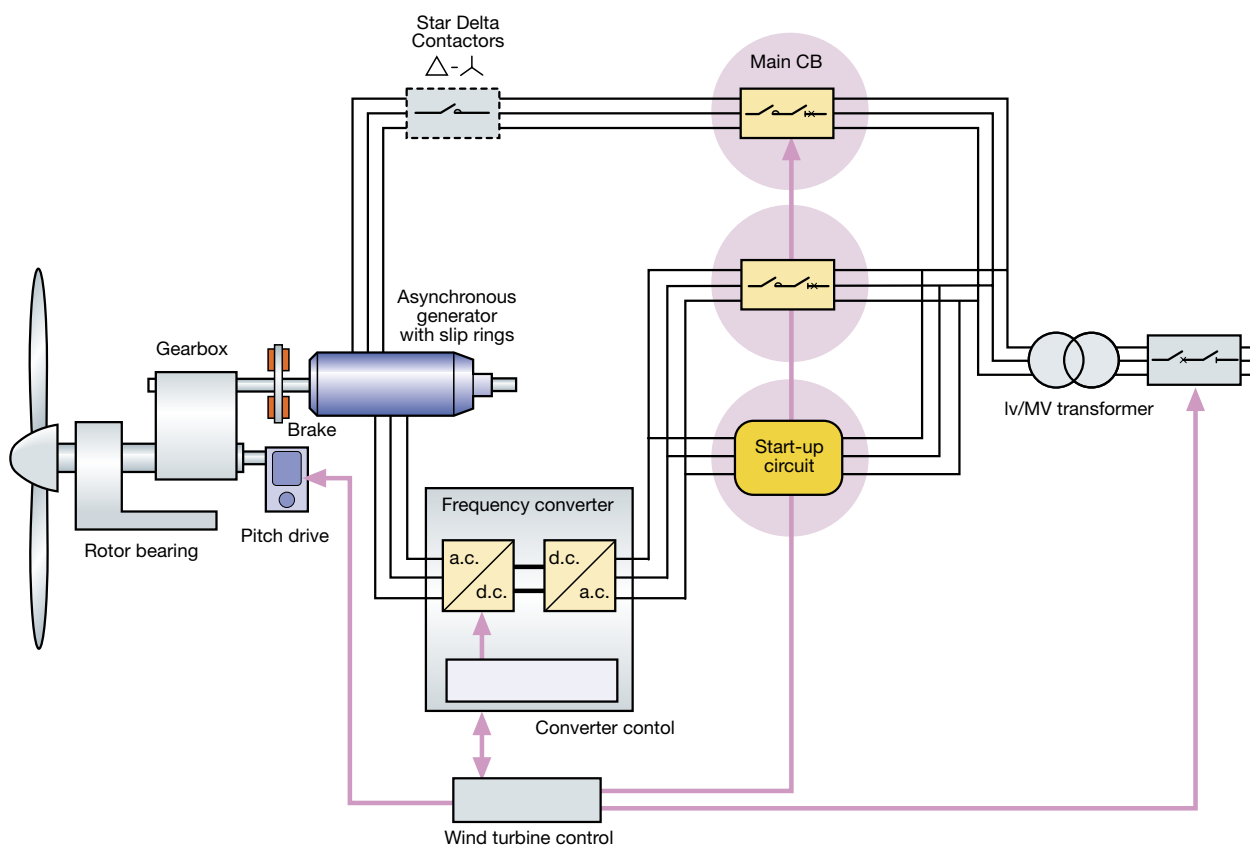 Star Delta
Contactors
Main CB
Asynchronous
generator
with slip rings
Gearbox
Brake
lv/MV transformer
Start-up
circuit
Frequency converter
Rotor bearing
Pitch drive
a.c.
d.c.
d.c.
a.c.
Converter contol
Wind turbine control